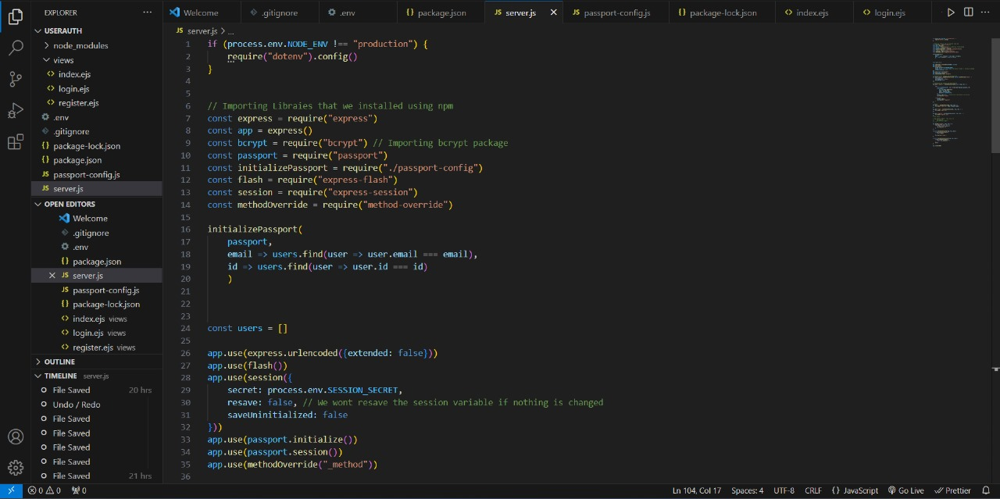 EXPLORER
USERAUTH
node_modules
views
index.ejs
login.ejs
register.ejs
.env
.gitignore
package-lock.json
package.json
passport-config.js
server.js
OPEN EDITORS
Welcome
.gitignore
.env
package.json
server.js
passport-config.js
package-lock.json
index.ejs views
login.ejs views
register.ejs views
OUTLINE
TIMELINE server.js
File Saved 20 hrs
Undo / Redo
File Saved
File Saved
File Saved
File Saved
File Saved 21 hrs
Welcome .gitignore .env package.json server.js passport-config.js package-lock.json index.ejs login.ejs
JS server.js > ...
1 if (process.env.NODE_ENV !== "production") {
2 require("dotenv").config()
3 }
4
5
6 // Importing Libraies that we installed using npm
7 const express = require("express")
8 const app = express()
9 const bcrypt = require("bcrypt") // Importing bcrypt package
10 const passport = require("passport")
11 const initializePassport = require("./passport-config")
12 const flash = require("express-flash")
13 const session = require("express-session")
14 const methodOverride = require("method-override")
15
16 initializePassport(
17 passport,
18 email => users.find(user => user.email === email),
19 id => users.find(user => user.id === id)
20 )
21
22
23
24 const users = []
25
26 app.use(express.urlencoded({extended: false}))
27 app.use(flash())
28 app.use(session({
29 secret: process.env.SESSION_SECRET,
30 resave: false, // We wont resave the session variable if nothing is changed
31 saveUninitialized: false
32 }))
33 app.use(passport.initialize())
34 app.use(passport.session())
35 app.use(methodOverride("_method"))
36
0 0 0 Ln 104, Col 17 Spaces: 4 UTF-8 CRLF {} JavaScript Go Live Prettier